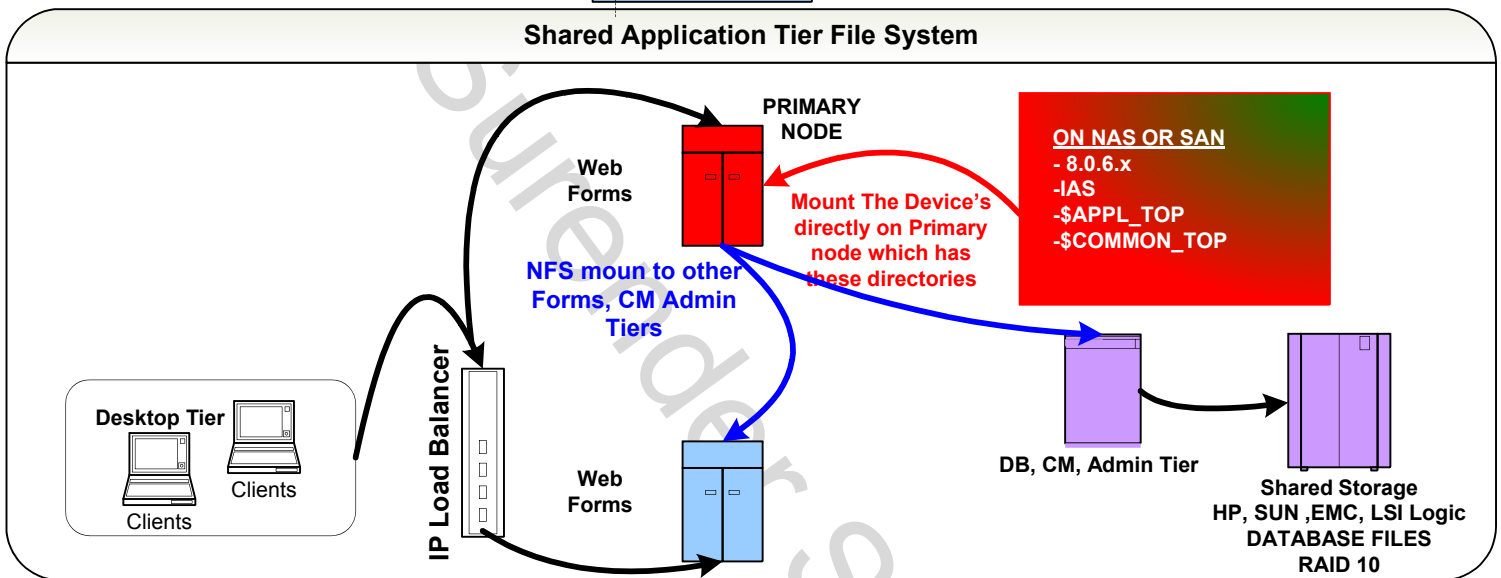 Shared Application Tier File System
PRIMARY
NODE
Web
Forms
ON NAS OR SAN
- 8.0.6.x
-IAS
-$APPL_TOP
-$COMMON_TOP
Mount The Device's
directly on Primary
node which has
these directories
NFS moun to other
Forms, CM Admin
Tiers
IP Load Balancer
Desktop Tier
Clients
Clients
Web
Forms
DB, CM, Admin Tier
Shared Storage
HP, SUN ,EMC, LSI Logic
DATABASE FILES
RAID 10
Surender S